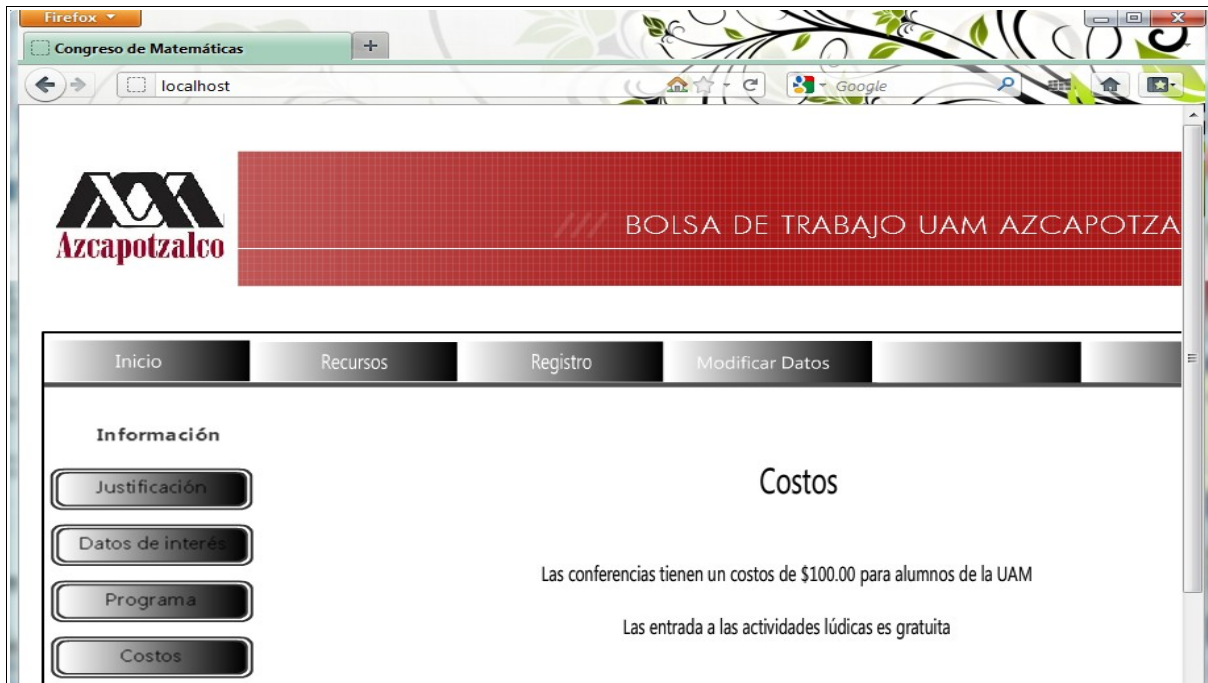 Firefox
Congreso de Matemáticas
localhost
Google
Azcapotzalco
/// BOLSA DE TRABAJO UAM AZCAPOTZA
Inicio Recursos Registro Modificar Datos
Información
Justificación
Datos de interés
Programa
Costos
Costos
Las conferencias tienen un costos de $100.00 para alumnos de la UAM
Las entrada a las actividades lúdicas es gratuita